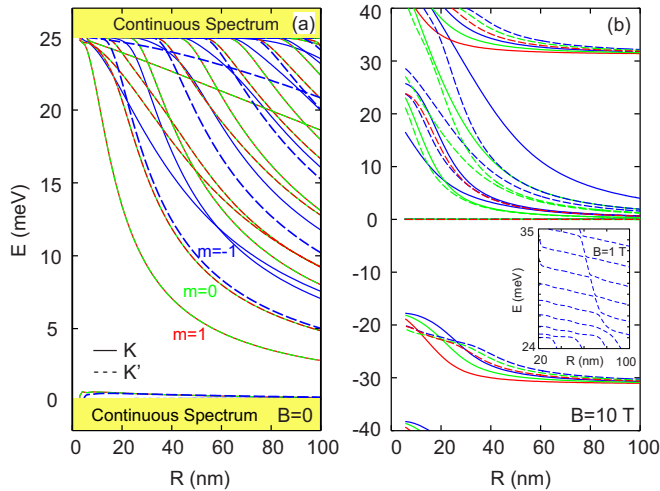 Continuous Spectrum (a)
25
20
15
10
5
0
E (meV)
m=-1
m=0
m=1
K
K'
Continuous Spectrum B=0
0 20 40 60 80 100
R (nm)
(b)
40
30
20
10
0
-10
-20
-30
-40
35
B=1 T
E (meV)
24
20 R (nm) 100
B=10 T
0 20 40 60 80 100
R (nm)